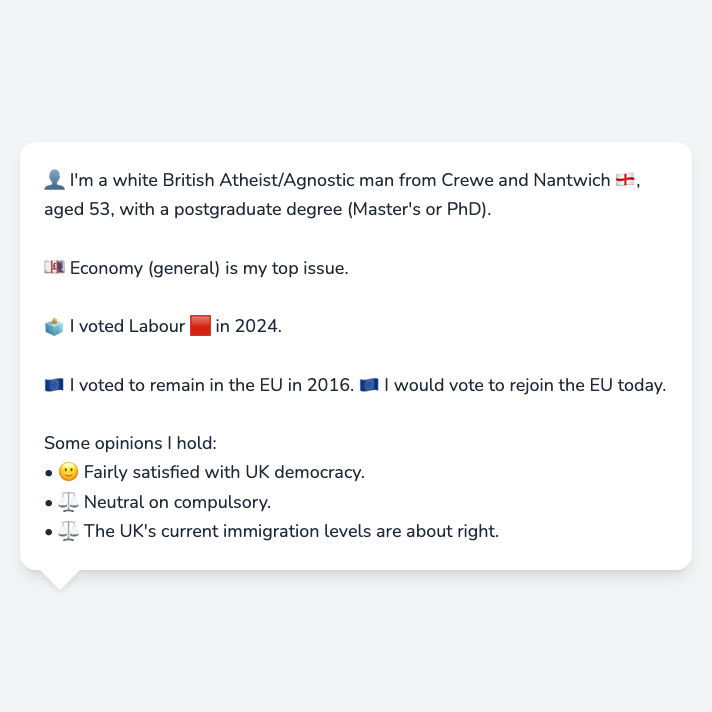 👤 I'm a white British Atheist/Agnostic man from Crewe and Nantwich 🏴󠁧󠁢󠁥󠁮󠁧󠁿,
aged 53, with a postgraduate degree (Master's or PhD).
💷 Economy (general) is my top issue.
🗳️ I voted Labour 🟥 in 2024.
🇪🇺 I voted to remain in the EU in 2016. 🇪🇺 I would vote to rejoin the EU today.
Some opinions I hold:
• 🙂 Fairly satisfied with UK democracy.
• ⚖️ Neutral on compulsory.
• ⚖️ The UK's current immigration levels are about right.